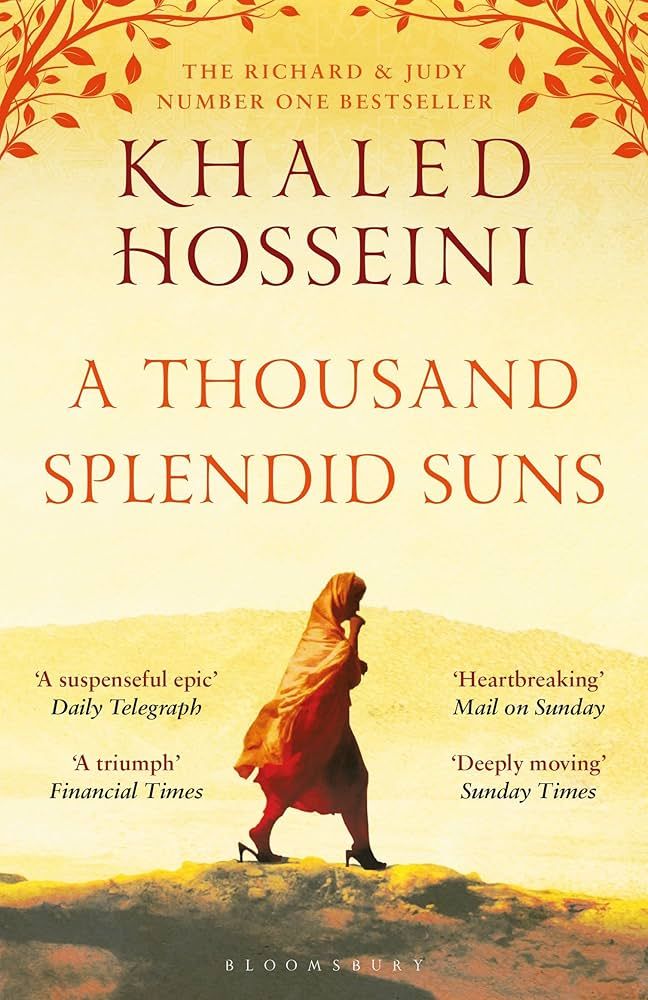 THE RICHARD & JUDY
NUMBER ONE BESTSELLER
KHALED
HOSSEINI
A THOUSAND
SPLENDID SUNS
‘A suspenseful epic’
Daily Telegraph
‘A triumph’
Financial Times
‘Heartbreaking’
Mail on Sunday
‘Deeply moving’
Sunday Times
BLOOMSBURY